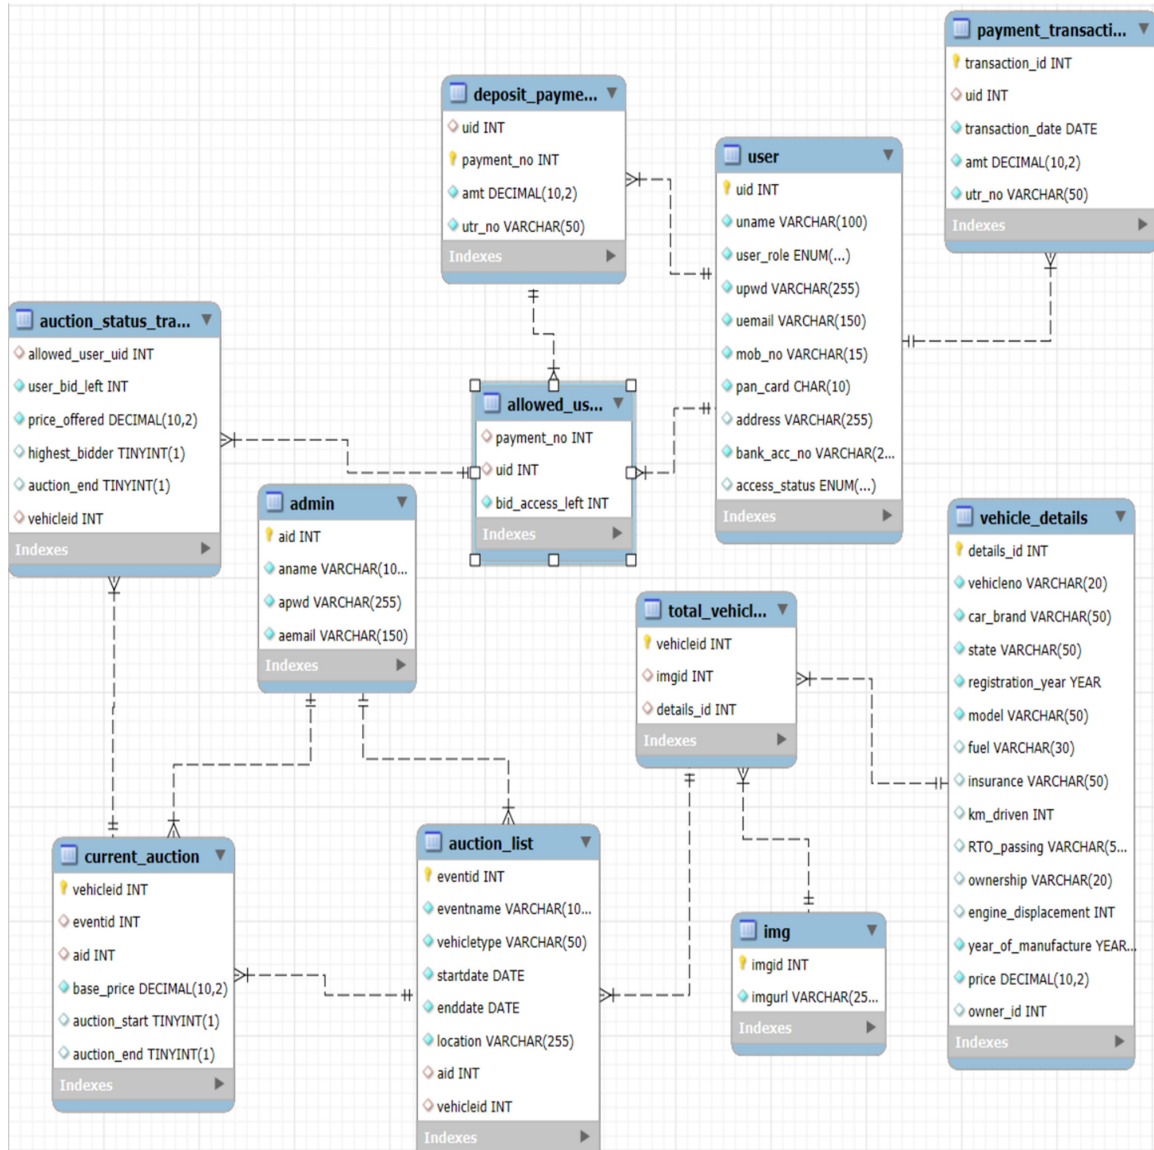 payment_transacti...
transaction_id INT
uid INT
transaction_date DATE
amt DECIMAL(10,2)
utr_no VARCHAR(50)
Indexes
deposit_payme...
uid INT
payment_no INT
amt DECIMAL(10,2)
utr_no VARCHAR(50)
Indexes
user
uid INT
uname VARCHAR(100)
user_role ENUM(...)
upwd VARCHAR(255)
uemail VARCHAR(150)
mob_no VARCHAR(15)
pan_card CHAR(10)
address VARCHAR(255)
bank_acc_no VARCHAR(2...
access_status ENUM(...)
Indexes
auction_status_tra...
allowed_user_uid INT
user_bid_left INT
price_offered DECIMAL(10,2)
highest_bidder TINYINT(1)
auction_end TINYINT(1)
vehicleid INT
Indexes
allowed_us...
payment_no INT
uid INT
bid_access_left INT
Indexes
admin
aid INT
aname VARCHAR(10...
apwd VARCHAR(255)
aemail VARCHAR(150)
Indexes
vehicle_details
details_id INT
vehicleno VARCHAR(20)
car_brand VARCHAR(50)
state VARCHAR(50)
registration_year YEAR
model VARCHAR(50)
fuel VARCHAR(30)
insurance VARCHAR(50)
km_driven INT
RTO_passing VARCHAR(5...
ownership VARCHAR(20)
engine_displacement INT
year_of_manufacture YEAR...
price DECIMAL(10,2)
owner_id INT
Indexes
total_vehicl...
vehicleid INT
imgid INT
details_id INT
Indexes
current_auction
vehicleid INT
eventid INT
aid INT
base_price DECIMAL(10,2)
auction_start TINYINT(1)
auction_end TINYINT(1)
Indexes
auction_list
eventid INT
eventname VARCHAR(10...
vehicletype VARCHAR(50)
startdate DATE
enddate DATE
location VARCHAR(255)
aid INT
vehicleid INT
Indexes
img
imgid INT
imgurl VARCHAR(25...
Indexes